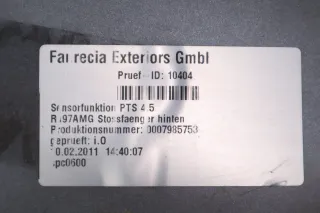 Faurecia Exteriors GmbH
Pruef-ID: 10404
Sensorfunktion PTS 4.5
R197AMG Stossfaenger hinten
Produktionsnummer: 0007985753
geprueft: i.O
10.02.2011 14:40:07
pc0600